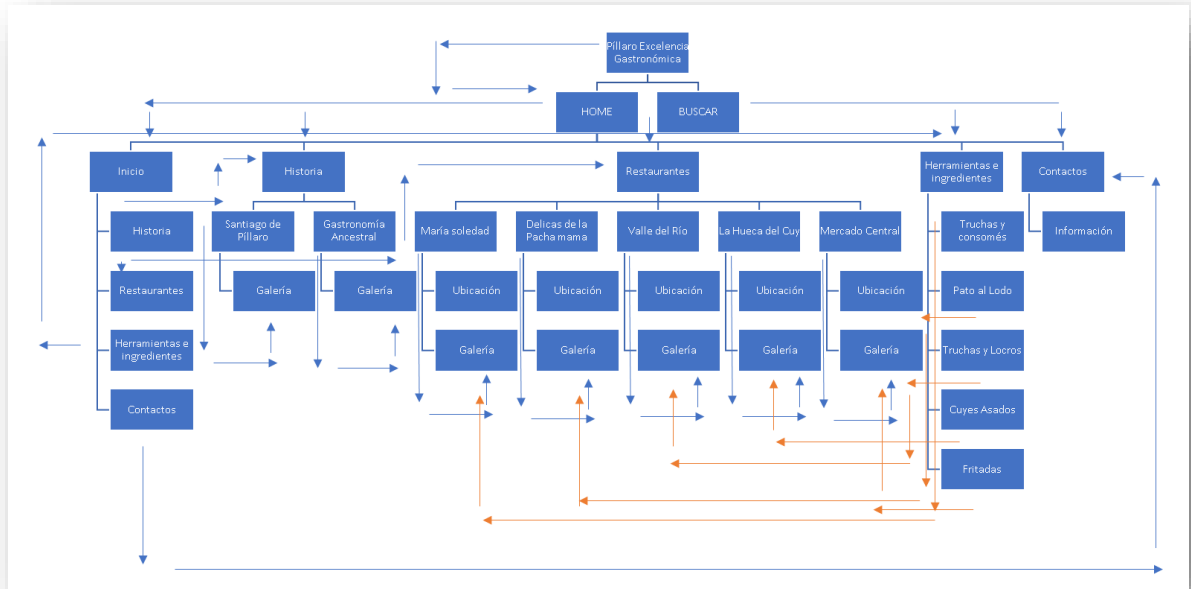 Píllaro Excelencia
Gastronómica
HOME
BUSCAR
Inicio
Historia
Restaurantes
Herramientas e
ingredientes
Contactos
Historia
Santiago de
Píllaro
Gastronomía
Ancestral
María soledad
Delicas de la
Pacha mama
Valle del Río
La Hueca del Cuy
Mercado Central
Truchas y
consomés
Información
Restaurantes
Galería
Galería
Ubicación
Ubicación
Ubicación
Ubicación
Ubicación
Pato al Lodo
Herramientas e
ingredientes
Galería
Galería
Galería
Galería
Galería
Truchas y Locros
Contactos
Cuyes Asados
Fritadas